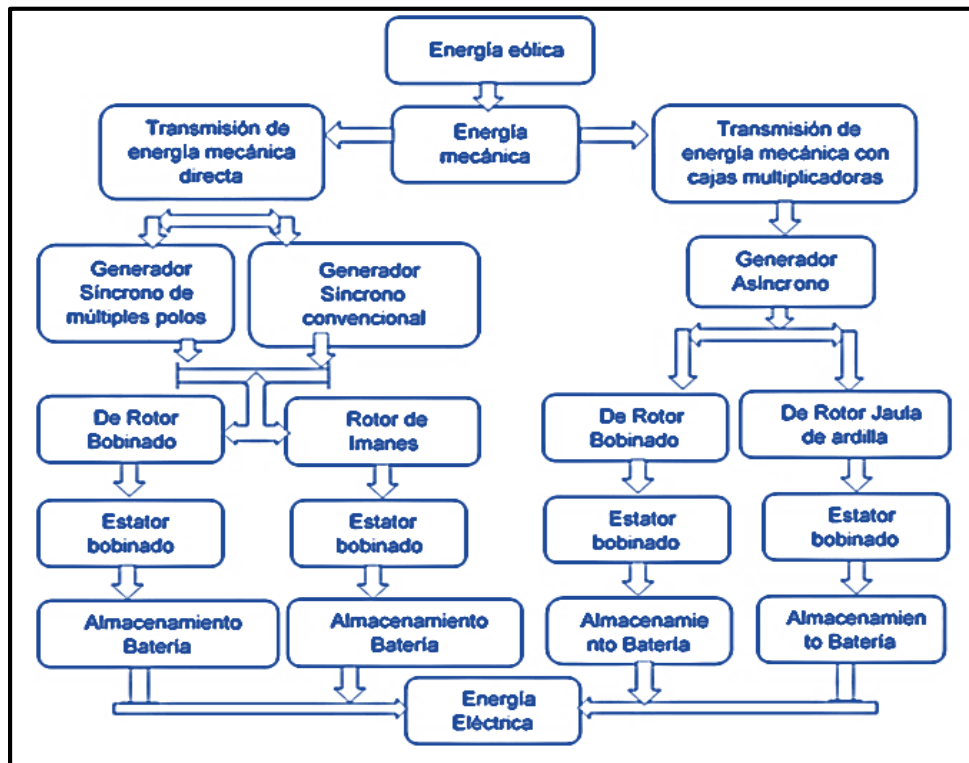 Energía eólica
Transmisión de
energía mecánica
directa
Energía
mecánica
Transmisión de
energía mecánica con
cajas multiplicadoras
Generador
Síncrono de
múltiples polos
Generador
Síncrono
convencional
Generador
Asíncrono
De Rotor
Bobinado
Rotor de
Imanes
De Rotor
Bobinado
De Rotor Jaula
de ardilla
Estator
bobinado
Estator
bobinado
Estator
bobinado
Estator
bobinado
Almacenamiento
Batería
Almacenamiento
Batería
Almacenamie
nto Batería
Almacenamien
to Batería
Energía
Eléctrica